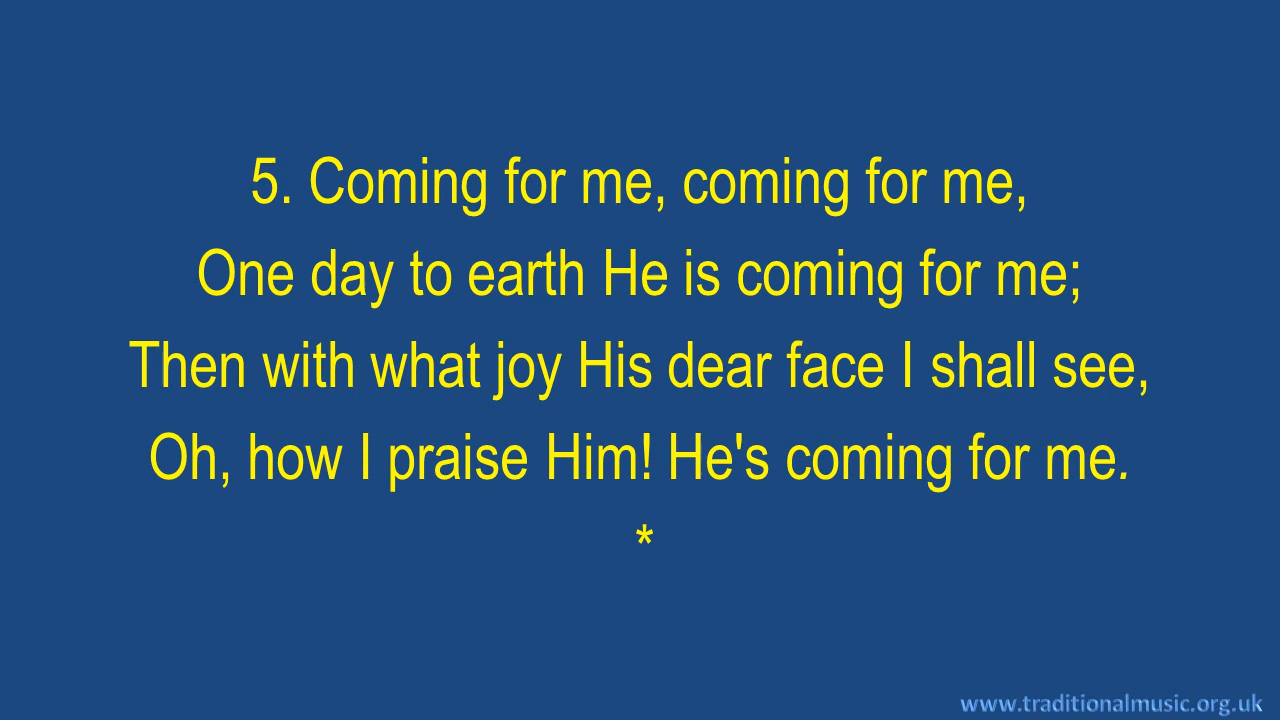 5. Coming for me, coming for me,
One day to earth He is coming for me;
Then with what joy His dear face I shall see,
Oh, how I praise Him! He's coming for me.
*
www.traditionalmusic.org.uk